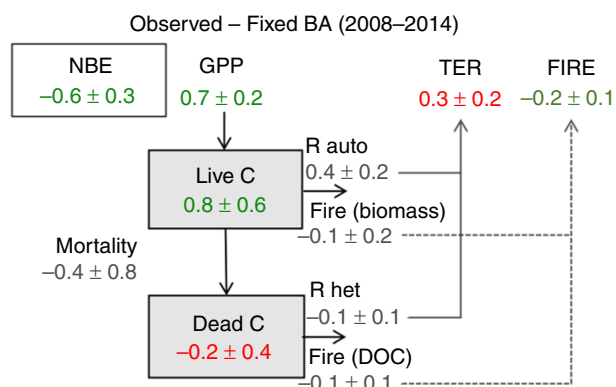 Observed – Fixed BA (2008–2014)
NBE
−0.6 ± 0.3
GPP
0.7 ± 0.2
TER
0.3 ± 0.2
FIRE
−0.2 ± 0.1
R auto
0.4 ± 0.2
Live C
0.8 ± 0.6
Fire (biomass)
−0.1 ± 0.2
Mortality
−0.4 ± 0.8
R het
−0.1 ± 0.1
Dead C
−0.2 ± 0.4
Fire (DOC)
−0.1 ± 0.1